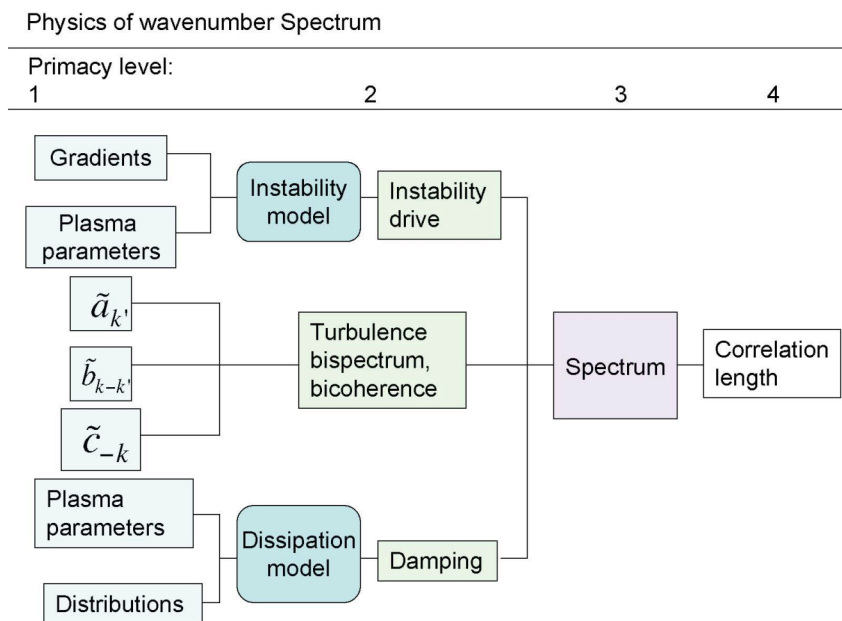 Physics of wavenumber Spectrum
Primacy level:
1 2 3 4
Gradients
Plasma
parameters
Instability
model
Instability
drive
ã_k'
b̃_k–k'
c̃_–k
Turbulence
bispectrum,
bicoherence
Spectrum
Correlation
length
Plasma
parameters
Distributions
Dissipation
model
Damping